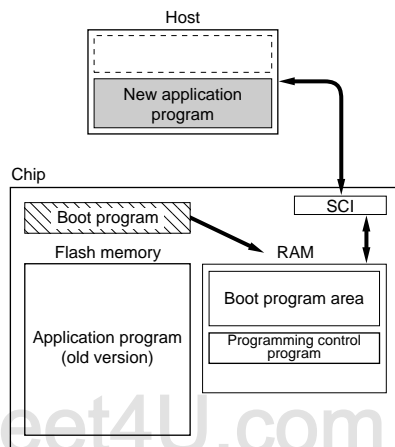 Host
New application
program
Chip
SCI
Boot program
Flash memory
RAM
Boot program area
Application program
(old version)
Programming control
program
eet4U.com